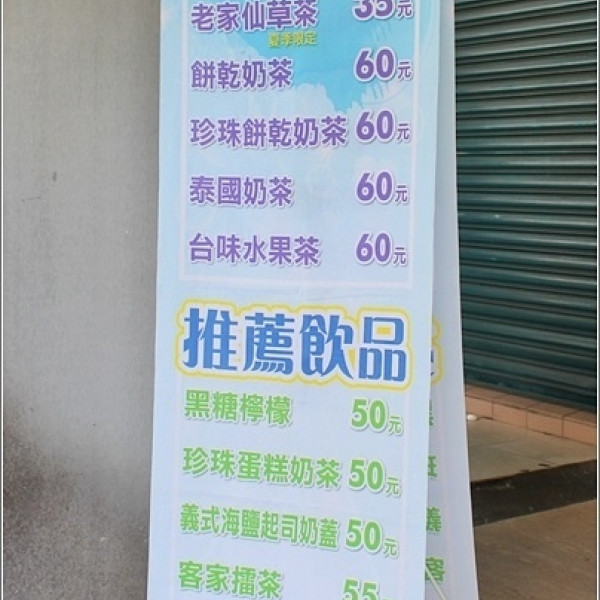 老家仙草茶 35元
夏季限定
餅乾奶茶 60元
珍珠餅乾奶茶 60元
泰國奶茶 60元
台味水果茶 60元
推薦飲品
黑糖檸檬 50元
珍珠蛋糕奶茶 50元
義式海鹽起司奶蓋 50元
客家擂茶 55元